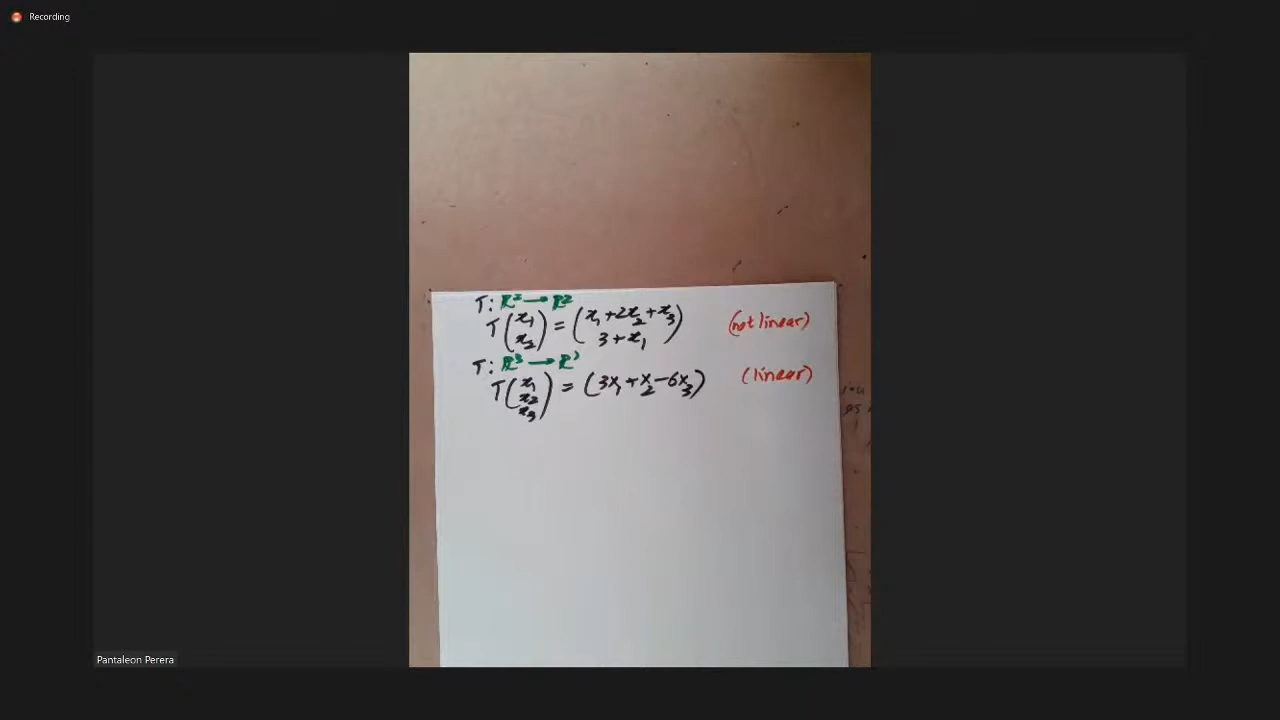 Recording
T: ℝ² → ℝ²
T(x₁ x₂) = (x₁+2x₂+x₃ 3+x₁) (not linear)
T: ℝ³ → ℝ¹
T(x₁ x₂ x₃) = (3x₁+x₂-6x₃) (linear)
Pantaleon Perera